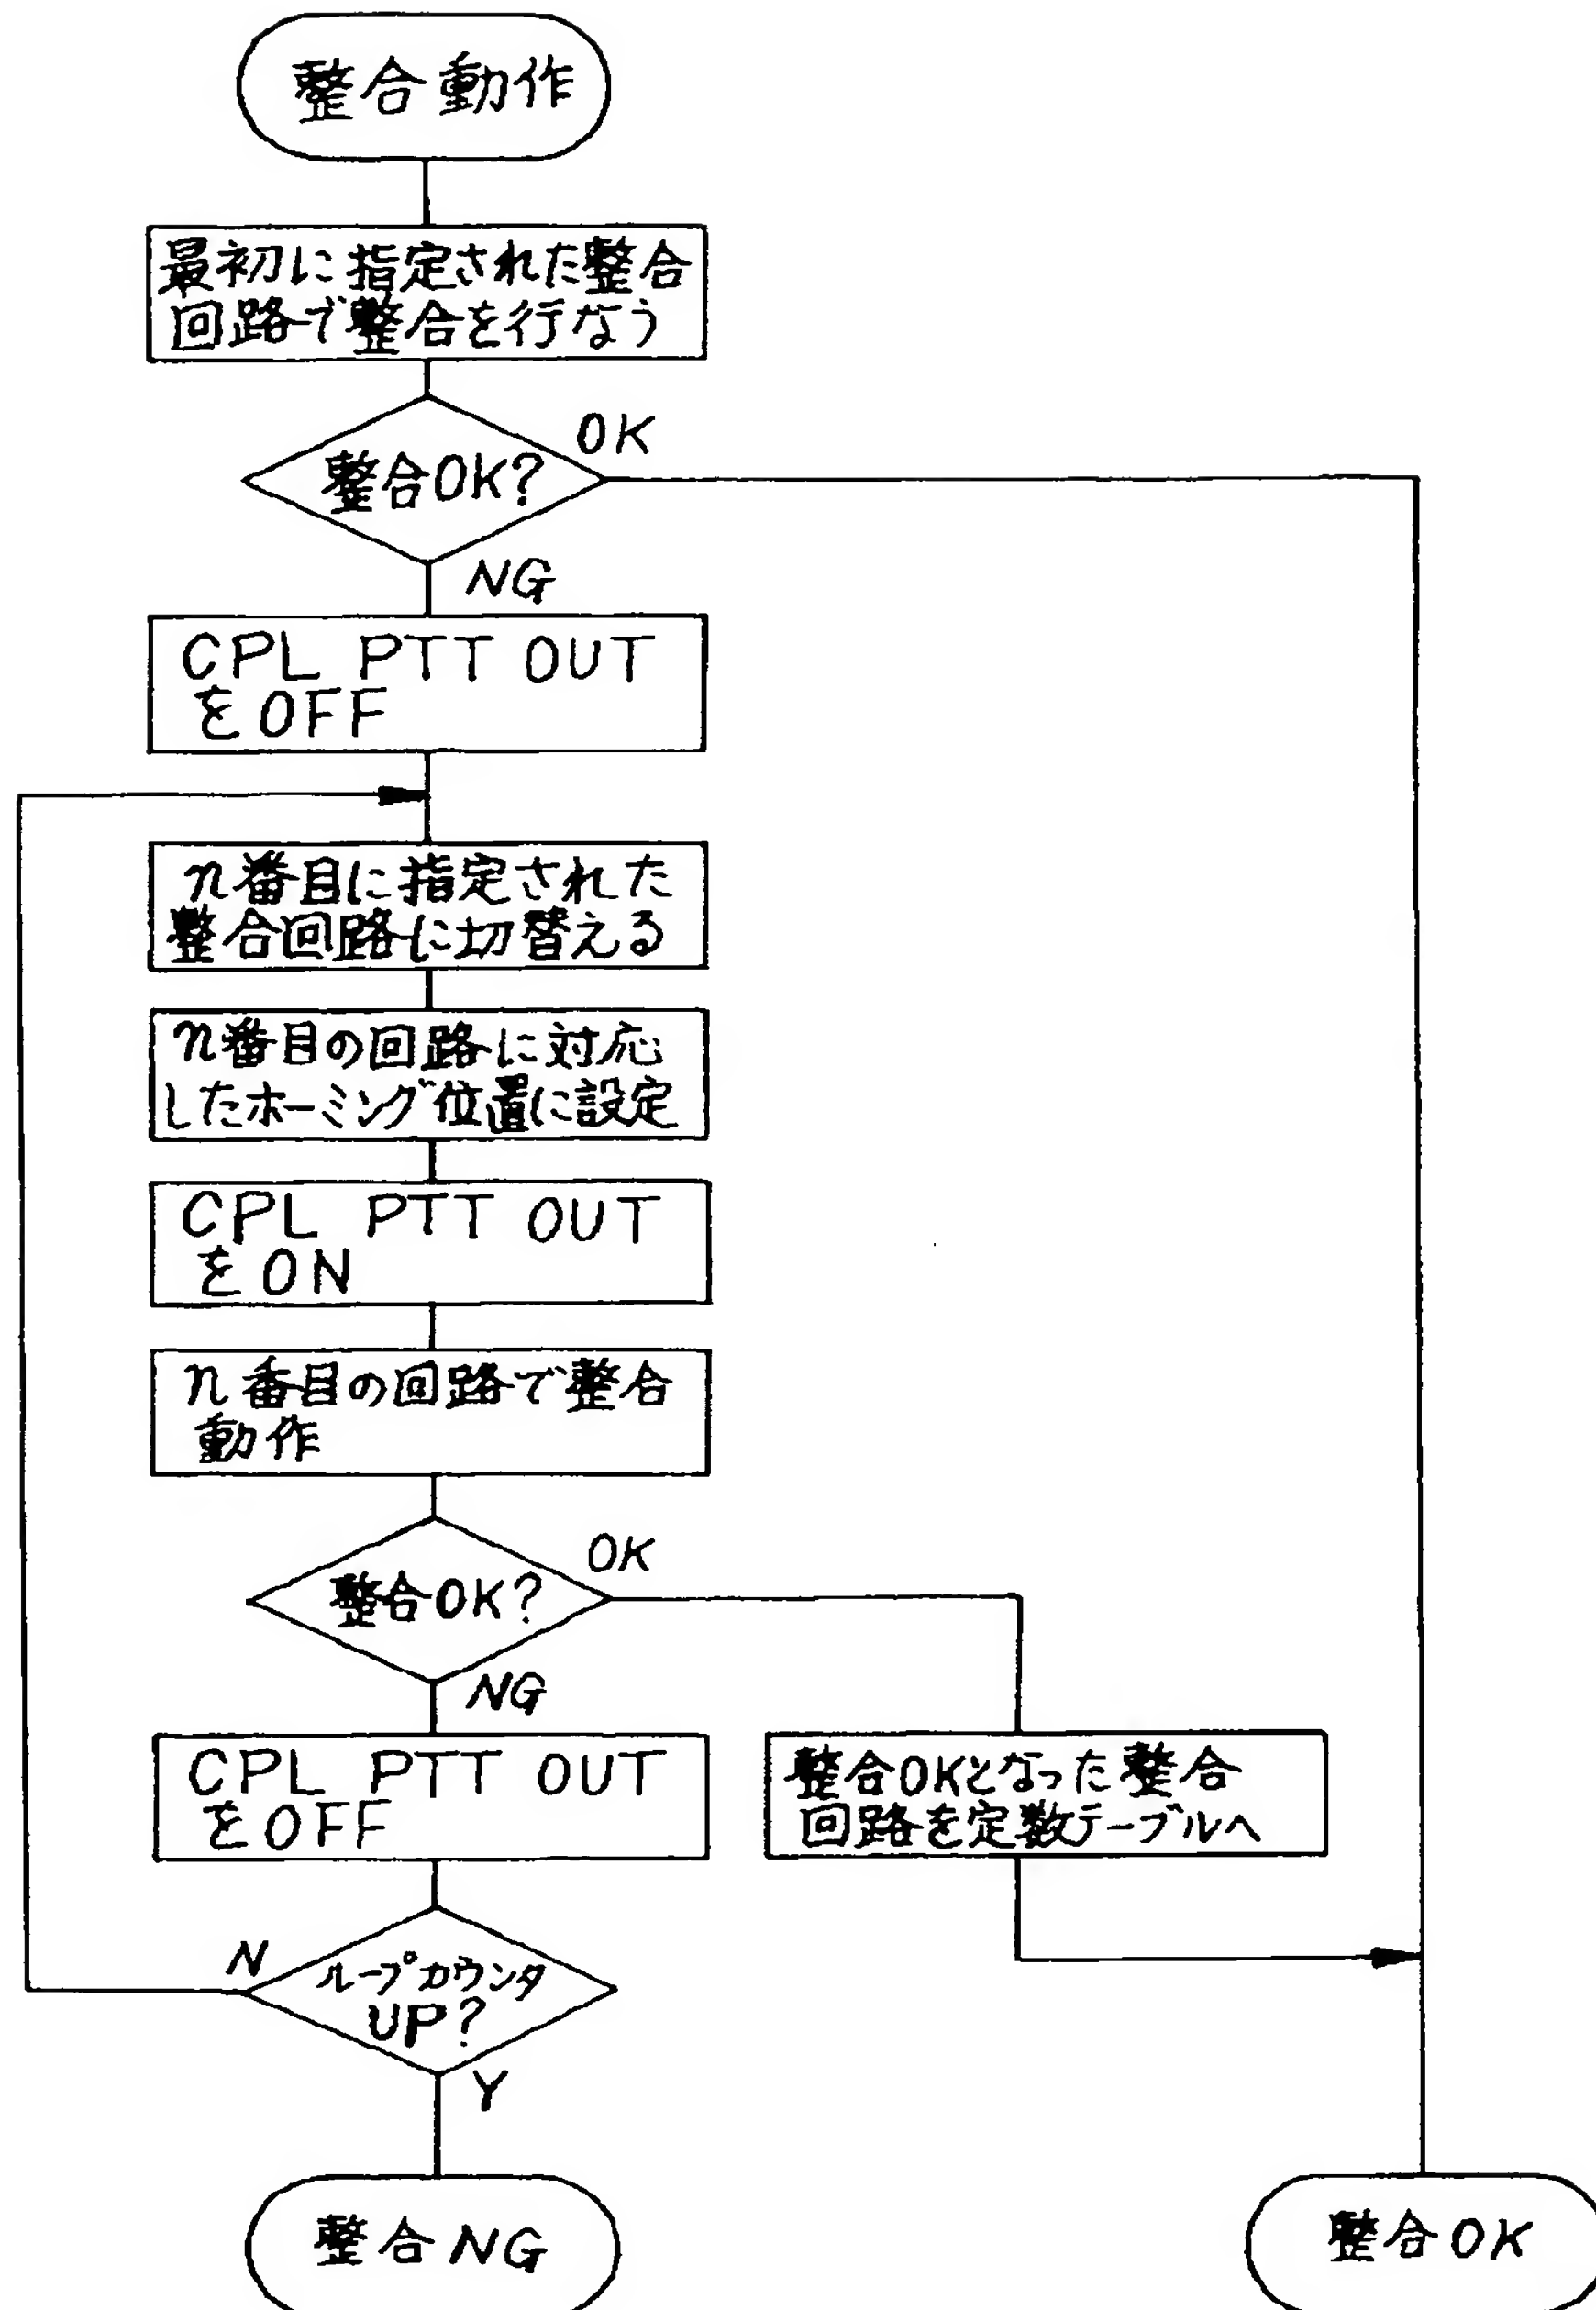 整合動作
最初に指定された整合
回路で整合を行なう
整合OK?
OK
NG
CPL PTT OUT
をOFF
n番目に指定された
整合回路に切替える
n番目の回路に対応
したホーミング位置に設定
CPL PTT OUT
をON
n番目の回路で整合
動作
整合OK?
OK
NG
CPL PTT OUT
をOFF
整合OKとなった整合
回路を定数テーブルへ
N
ループカウンタ
UP?
Y
整合NG
整合OK